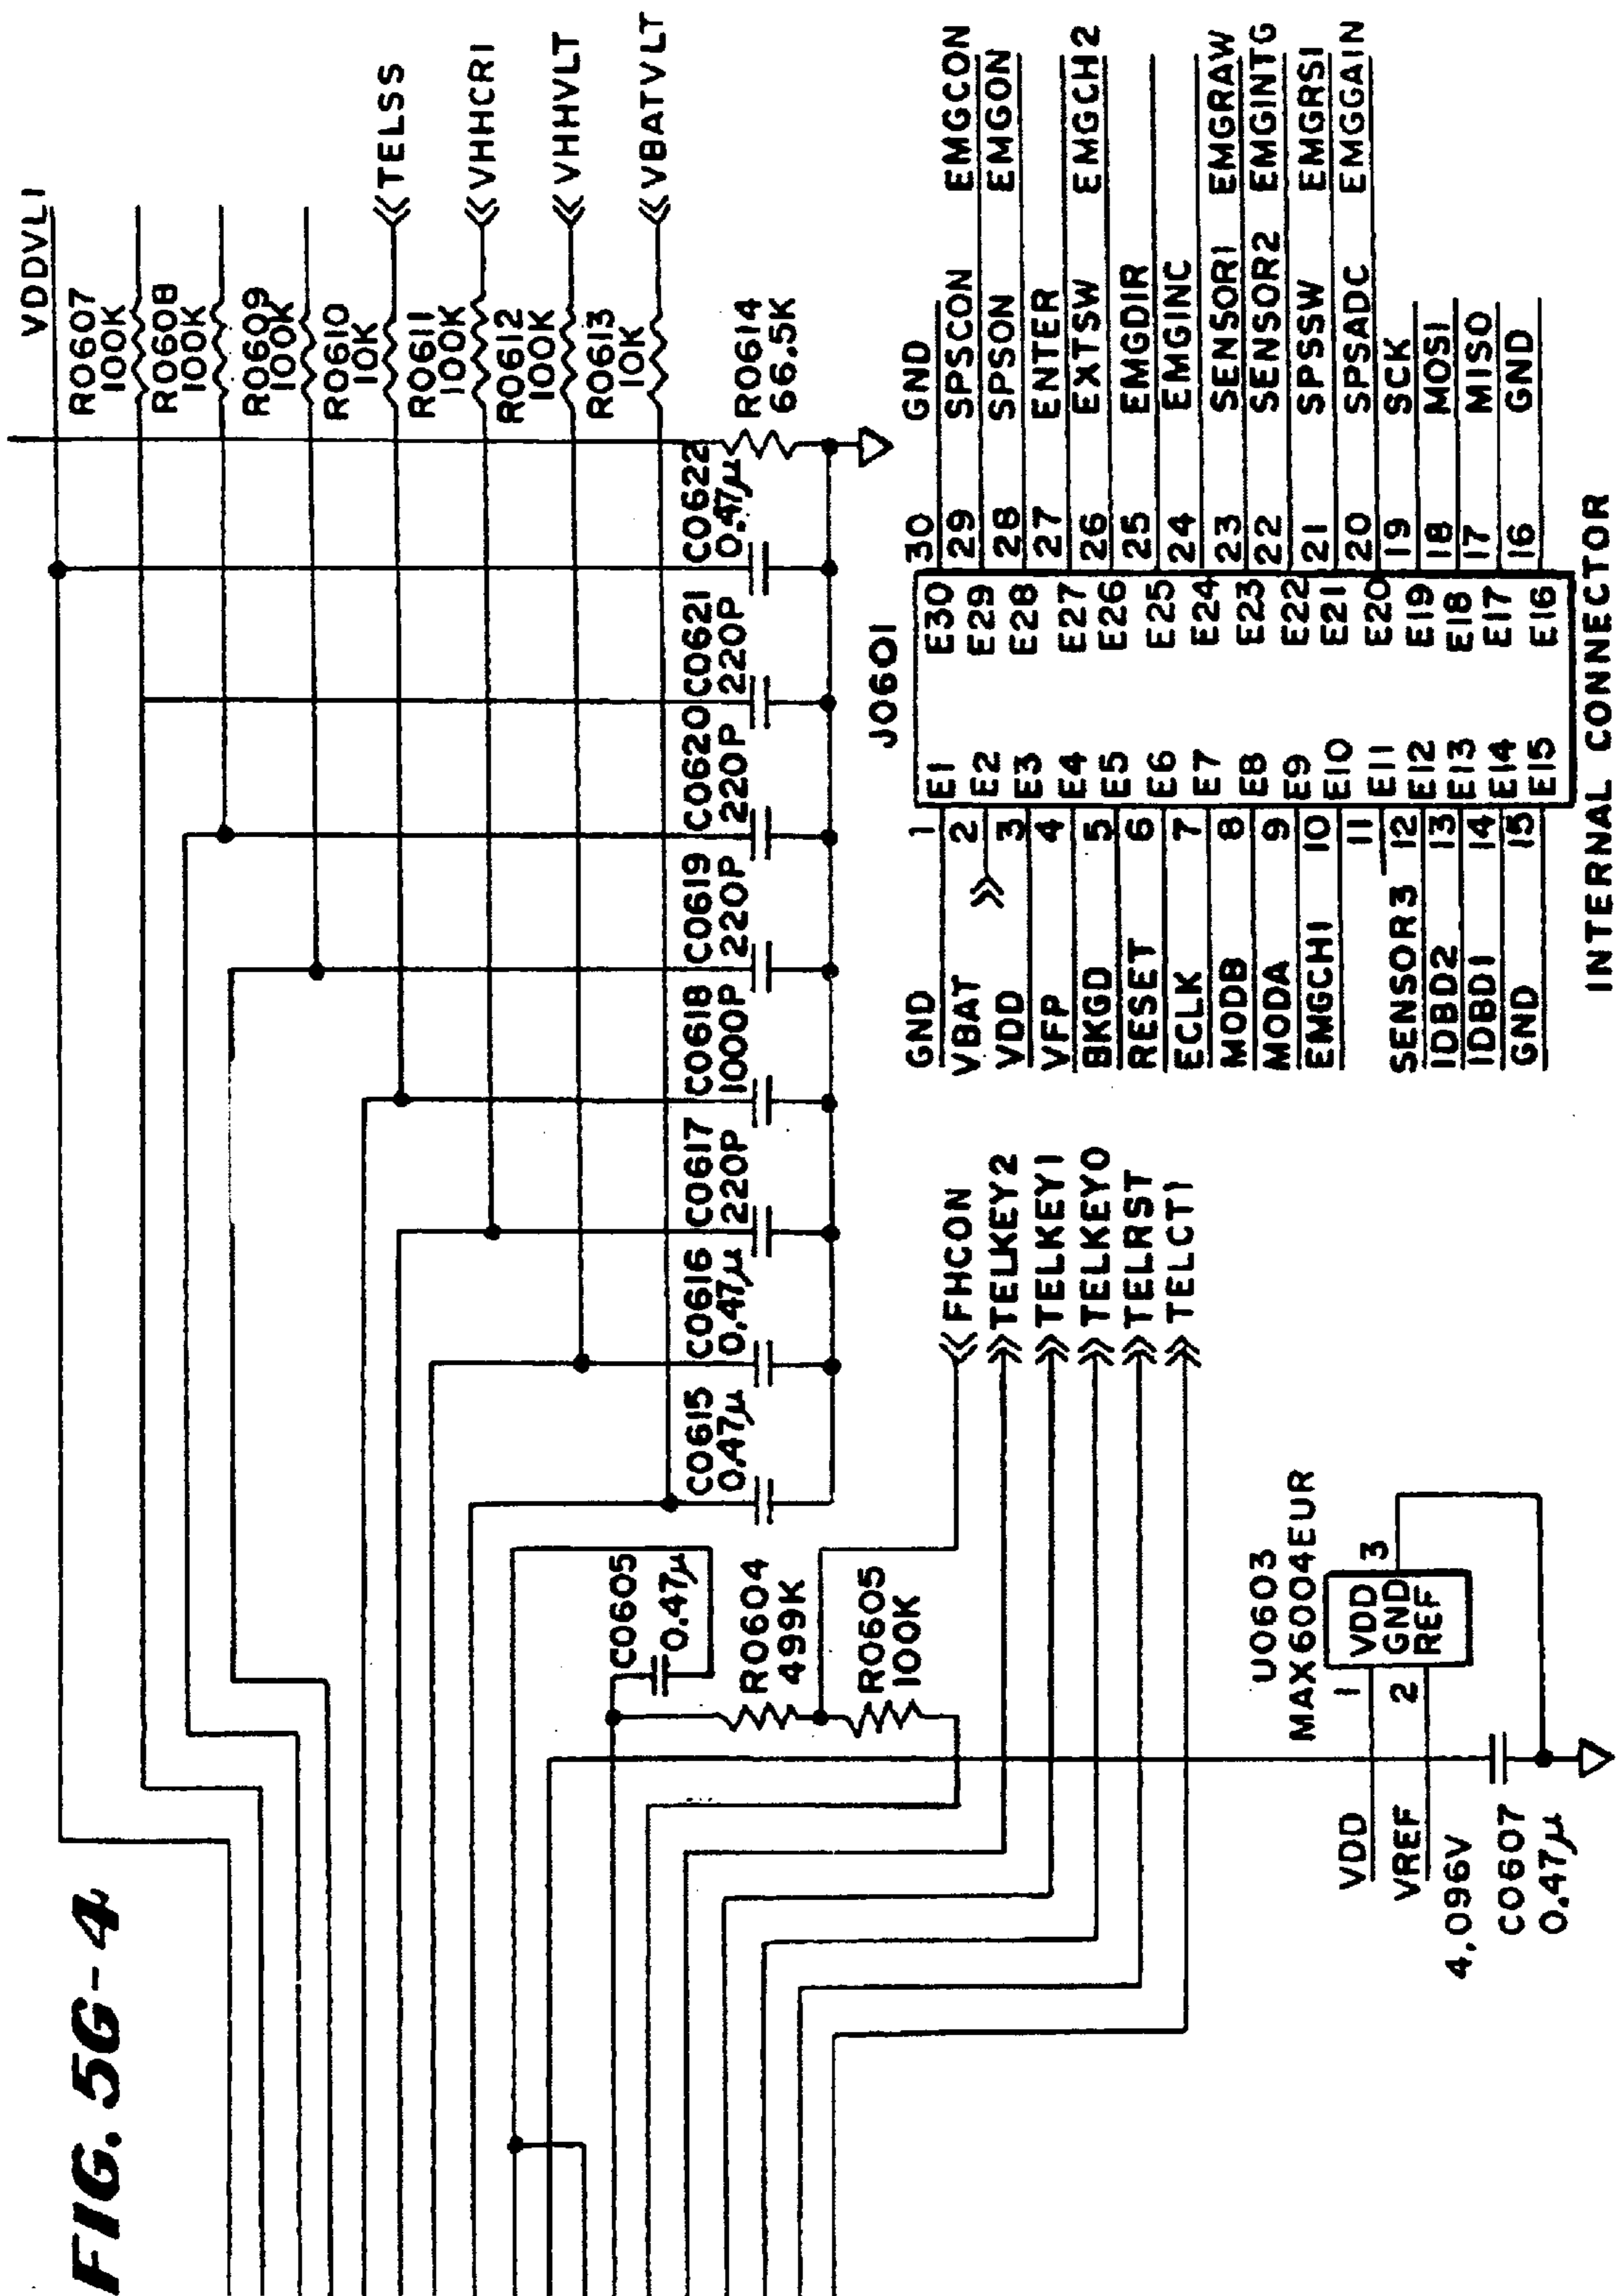 FIG. 5G-4
VDDVLI
R0607
100K
R0608
100K
R0609
100K
R0610
10K
R0611
100K
R0612
100K
R0613
10K
TELSS
VHHCRI
VHHVLT
VBATVLT
C0615
0.47μ
C0616
0.47μ
C0617
220P
C0618
1000P
C0619
220P
C0620
220P
C0621
220P
C0622
0.47μ
R0614
66.5K
C0605
0.47μ
R0604
499K
R0605
100K
FHCON
TELKEY2
TELKEY1
TELKEY0
TELRST
TELCTI
U0603
MAX6004EUR
1 VDD 3
GND
2 REF
VDD
VREF
4,096V
C0607
0.47μ
J0601
GND 1 E1 E30 30 GND
VBAT 2 E2 E29 29 SPSCON EMGCON
VDD 3 E3 E28 28 SPSON EMGON
VFP 4 E4 E27 27 ENTER
BKGD 5 E5 E26 26 EXTSW EMGCH2
RESET 6 E6 E25 25 EMGDIR
ECLK 7 E7 E24 24 EMGINC
MODB 8 E8 E23 23 SENSOR1 EMGRAW
MODA 9 E9 E22 22 SENSOR2 EMGINTG
EMGCH1 10 E10 E21 21 SPSSW EMGRSI
11 E11 E20 20 SPSADC EMGGAIN
SENSOR3 12 E12 E19 19 SCK
IDBD2 13 E13 E18 18 MOSI
IDBD1 14 E14 E17 17 MISO
GND 15 E15 E16 16 GND
INTERNAL CONNECTOR